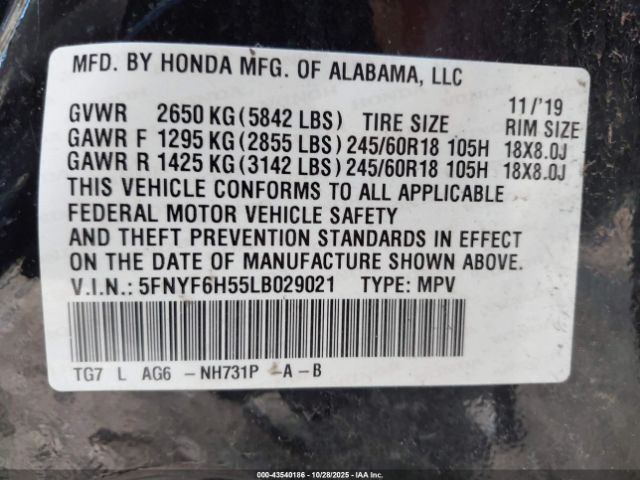 MFD. BY HONDA MFG. OF ALABAMA, LLC
11/'19
GVWR 2650 KG(5842 LBS) TIRE SIZE RIM SIZE
GAWR F 1295 KG(2855 LBS)245/60R18 105H 18X8.0J
GAWR R 1425 KG(3142 LBS)245/60R18 105H 18X8.0J
THIS VEHICLE CONFORMS TO ALL APPLICABLE
FEDERAL MOTOR VEHICLE SAFETY
AND THEFT PREVENTION STANDARDS IN EFFECT
ON THE DATE OF MANUFACTURE SHOWN ABOVE.
V.I.N.: 5FNYF6H55LB029021 TYPE: MPV
TG7 L AG6 -NH731P -A-B
000-43540186 - 10/28/2025 - IAAI.COM